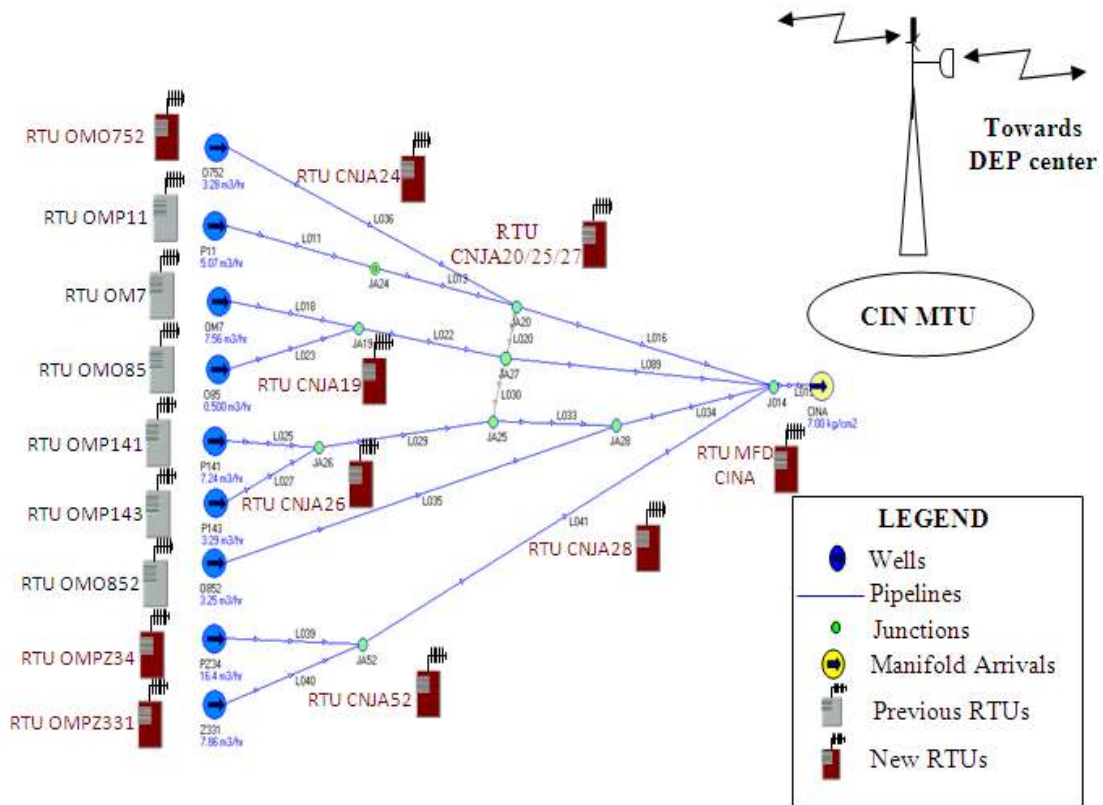 RTU OMO752
O752
3.28 m3/hr
RTU CNJA24
L036
Towards
DEP center
RTU OMP11
P11
5.07 m3/hr
L011
JA24
L013
RTU
CNJA20/25/27
RTU OM7
OM7
7.56 m3/hr
L018
JA19
L022
JA20
L020
L016
CIN MTU
RTU OMO85
O85
0.500 m3/hr
L023
RTU CNJA19
JA27
L089
L030
J014
L015
ONA
7.00 kg/cm2
RTU OMP141
P141
7.24 m3/hr
L025
JA26
L029
JA25
L033
JA28
L034
RTU OMP143
P143
3.29 m3/hr
L027
RTU CNJA26
L035
RTU MFD
CINA
RTU OMO852
O852
3.25 m3/hr
L041
RTU CNJA28
RTU OMPZ34
PZ34
16.4 m3/hr
L039
JA52
RTU OMPZ331
Z331
7.86 m3/hr
L040
RTU CNJA52
LEGEND
Wells
Pipelines
Junctions
Manifold Arrivals
Previous RTUs
New RTUs